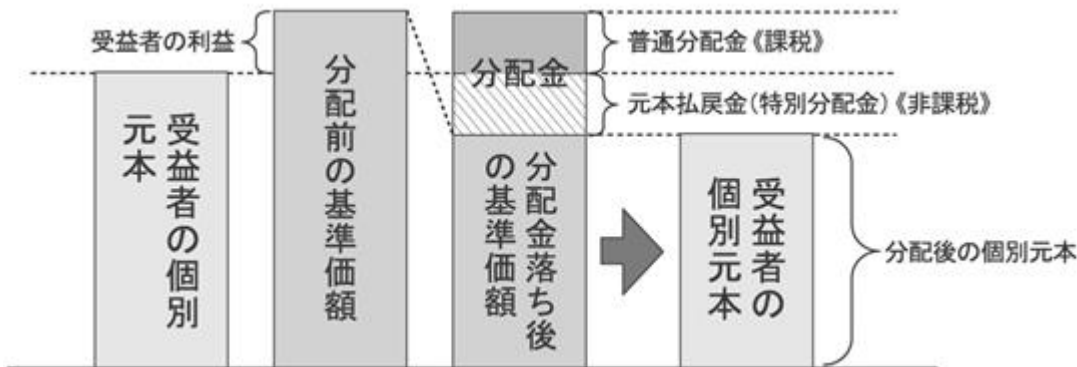 受益者の利益
受益者の個別
元本
分配前の基準価額
分配金
分配金落ち後
の基準価額
普通分配金《課税》
元本払戻金(特別分配金)《非課税》
受益者の
個別元本
分配後の個別元本